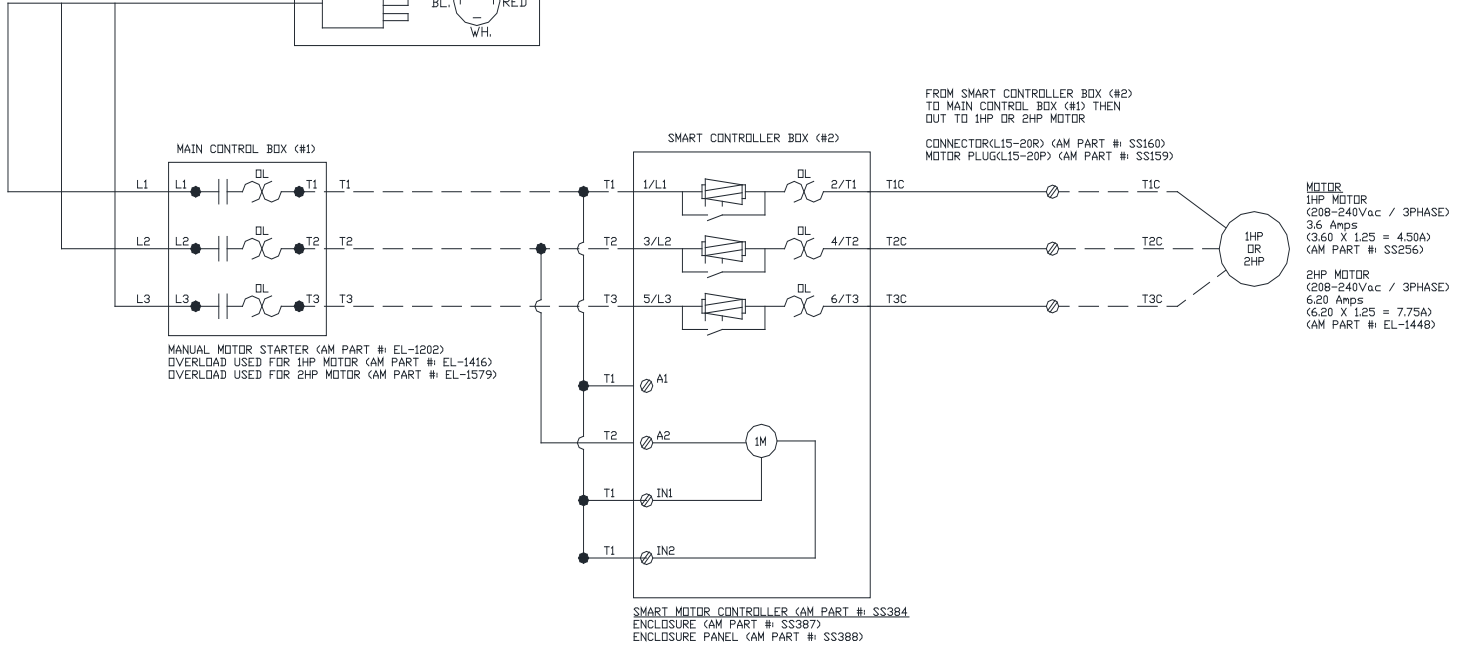 BL.
RED
WH.
FROM SMART CONTROLLER BOX (#2)
TO MAIN CONTROL BOX (#1) THEN
OUT TO 1HP OR 2HP MOTOR
CONNECTOR(L15-20R) (AM PART #: SS160)
MOTOR PLUG(L15-20P) (AM PART #: SS159)
MAIN CONTROL BOX (#1)
SMART CONTROLLER BOX (#2)
L1 L1 OL T1 T1 T1 1/L1 OL 2/T1 T1C T1C
L2 L2 OL T2 T2 T2 3/L2 OL 4/T2 T2C T2C
L3 L3 OL T3 T3 T3 5/L3 OL 6/T3 T3C T3C
1HP
OR
2HP
MOTOR
1HP MOTOR
(208-240Vac / 3PHASE)
3.6 Amps
(3.60 X 1.25 = 4.50A)
(AM PART #: SS256)
2HP MOTOR
(208-240Vac / 3PHASE)
6.20 Amps
(6.20 X 1.25 = 7.75A)
(AM PART #: EL-1448)
MANUAL MOTOR STARTER (AM PART #: EL-1202)
OVERLOAD USED FOR 1HP MOTOR (AM PART #: EL-1416)
OVERLOAD USED FOR 2HP MOTOR (AM PART #: EL-1579)
T1 A1
T2 A2 1M
T1 IN1
T1 IN2
SMART MOTOR CONTROLLER (AM PART #: SS384
ENCLOSURE (AM PART #: SS387)
ENCLOSURE PANEL (AM PART #: SS388)